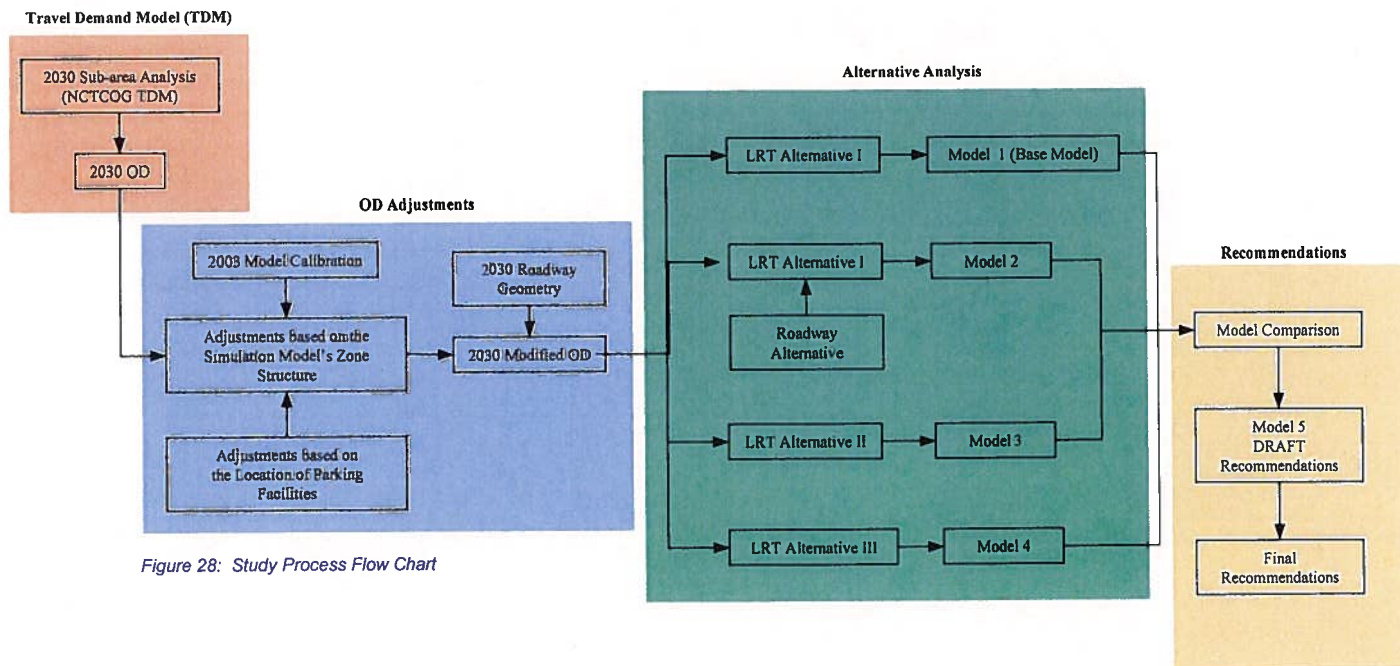 Travel Demand Model (TDM)
2030 Sub-area Analysis
(NCTCOG TDM)
2030 OD
OD Adjustments
2003 Model Calibration
2030 Roadway
Geometry
Adjustments Based on the
Simulation Model's Zone
Structure
2030 Modified OD
Adjustments Based on
the Location of Parking
Facilities
Figure 28: Study Process Flow Chart
Alternative Analysis
LRT Alternative I
Model 1 (Base Model)
LRT Alternative I
Model 2
Roadway
Alternative
LRT Alternative II
Model 3
LRT Alternative III
Model 4
Recommendations
Model Comparison
Model 5
DRAFT
Recommendations
Final
Recommendations